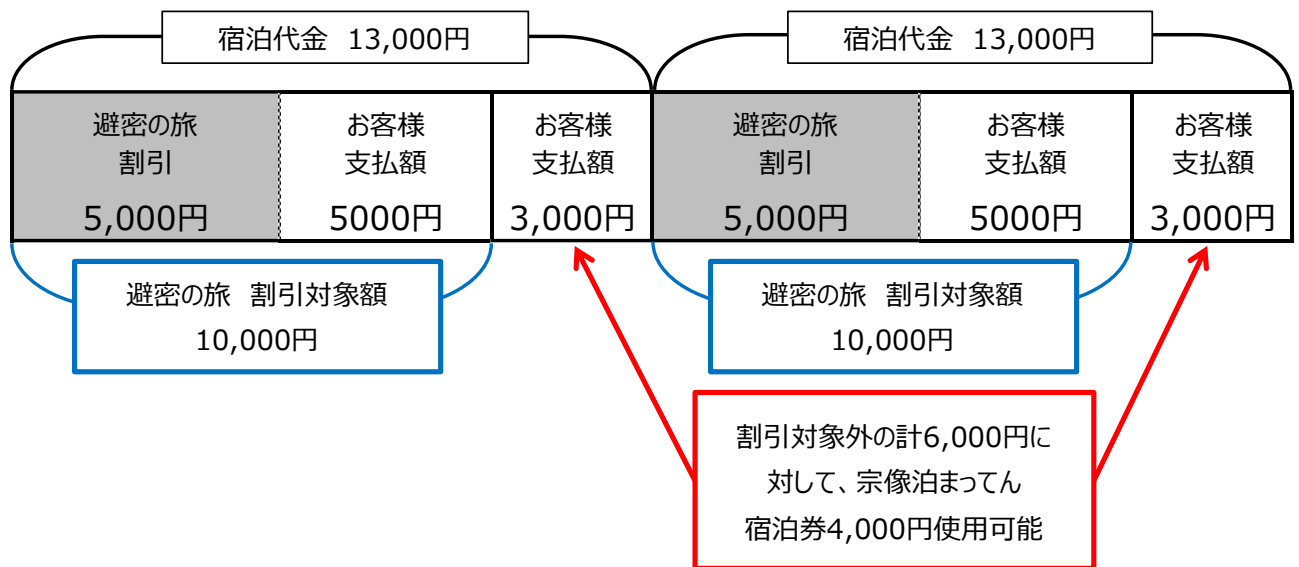 宿泊代金 13,000円
宿泊代金 13,000円
避密の旅
割引
5,000円
お客様
支払額
5000円
お客様
支払額
3,000円
避密の旅
割引
5,000円
お客様
支払額
5000円
お客様
支払額
3,000円
避密の旅 割引対象額
10,000円
避密の旅 割引対象額
10,000円
割引対象外の計6,000円に
対して、宗像泊まってん
宿泊券4,000円使用可能